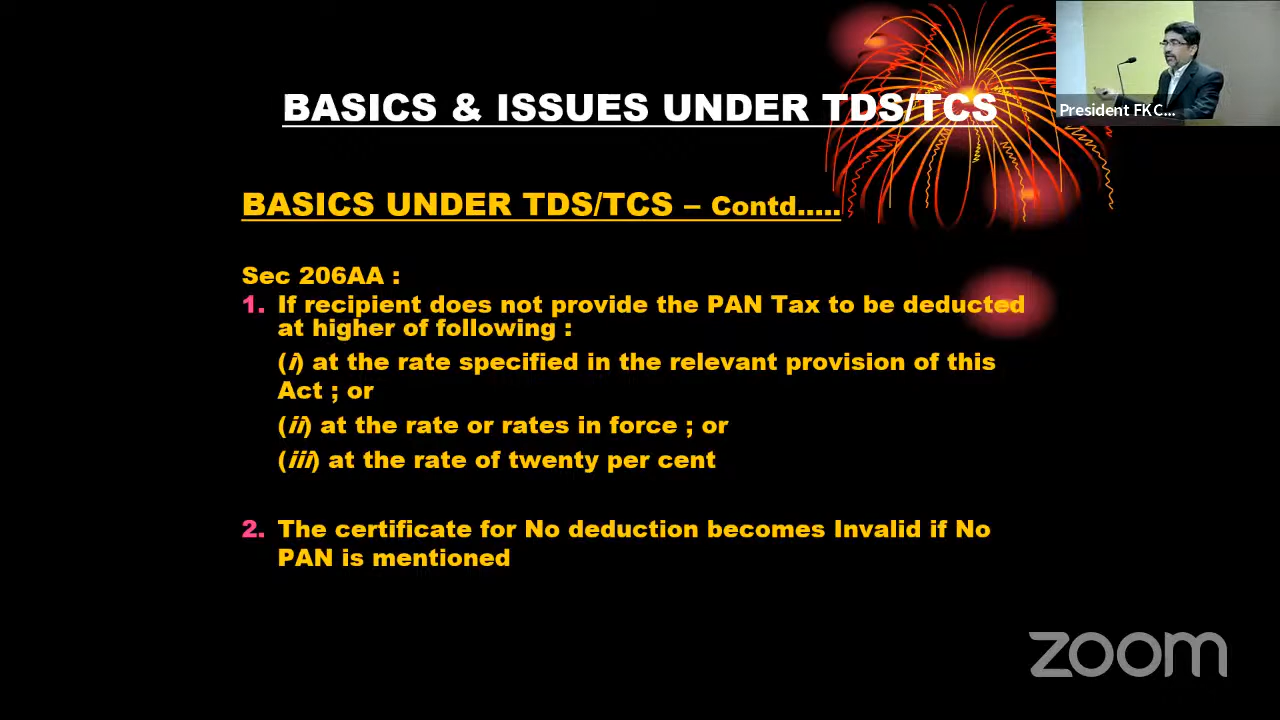 BASICS & ISSUES UNDER TDS/TCS
President FKC...
BASICS UNDER TDS/TCS – Contd.....
Sec 206AA :
1. If recipient does not provide the PAN Tax to be deducted
at higher of following :
(i) at the rate specified in the relevant provision of this
Act ; or
(ii) at the rate or rates in force ; or
(iii) at the rate of twenty per cent
2. The certificate for No deduction becomes Invalid if No
PAN is mentioned
zoom